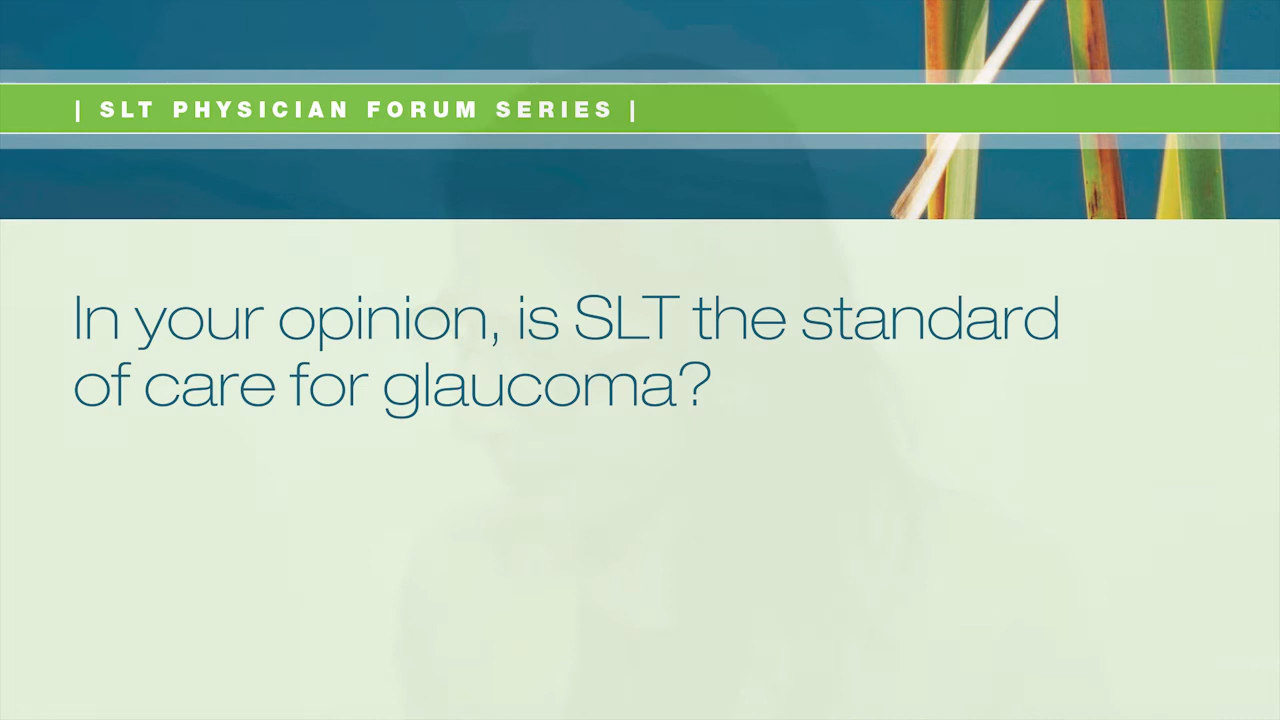 | SLT PHYSICIAN FORUM SERIES |
In your opinion, is SLT the standard
of care for glaucoma?